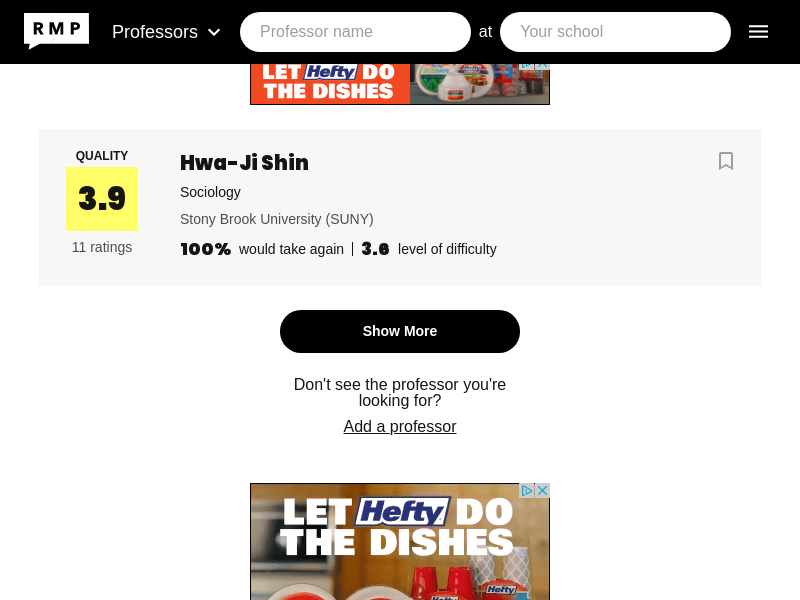 RMP Professors Professor name at Your school
LET Hefty DO
THE DISHES
QUALITY
3.9
11 ratings
Hwa-Ji Shin
Sociology
Stony Brook University (SUNY)
100% would take again | 3.6 level of difficulty
Show More
Don't see the professor you're
looking for?
Add a professor
LET Hefty DO
THE DISHES
Hefty
Hefty